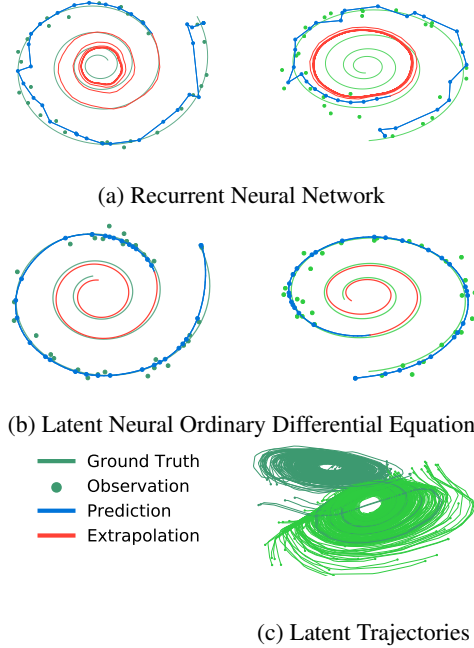 (a) Recurrent Neural Network
(b) Latent Neural Ordinary Differential Equation
Ground Truth
Observation
Prediction
Extrapolation
(c) Latent Trajectories